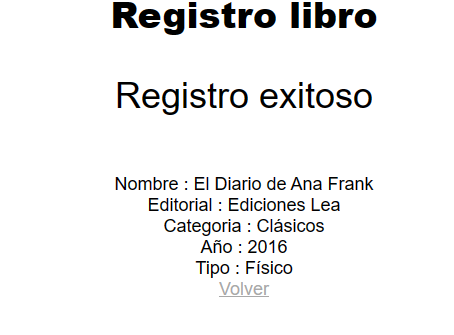 Registro libro
Registro exitoso
Nombre : El Diario de Ana Frank
Editorial : Ediciones Lea
Categoria : Clásicos
Año : 2016
Tipo : Físico
Volver